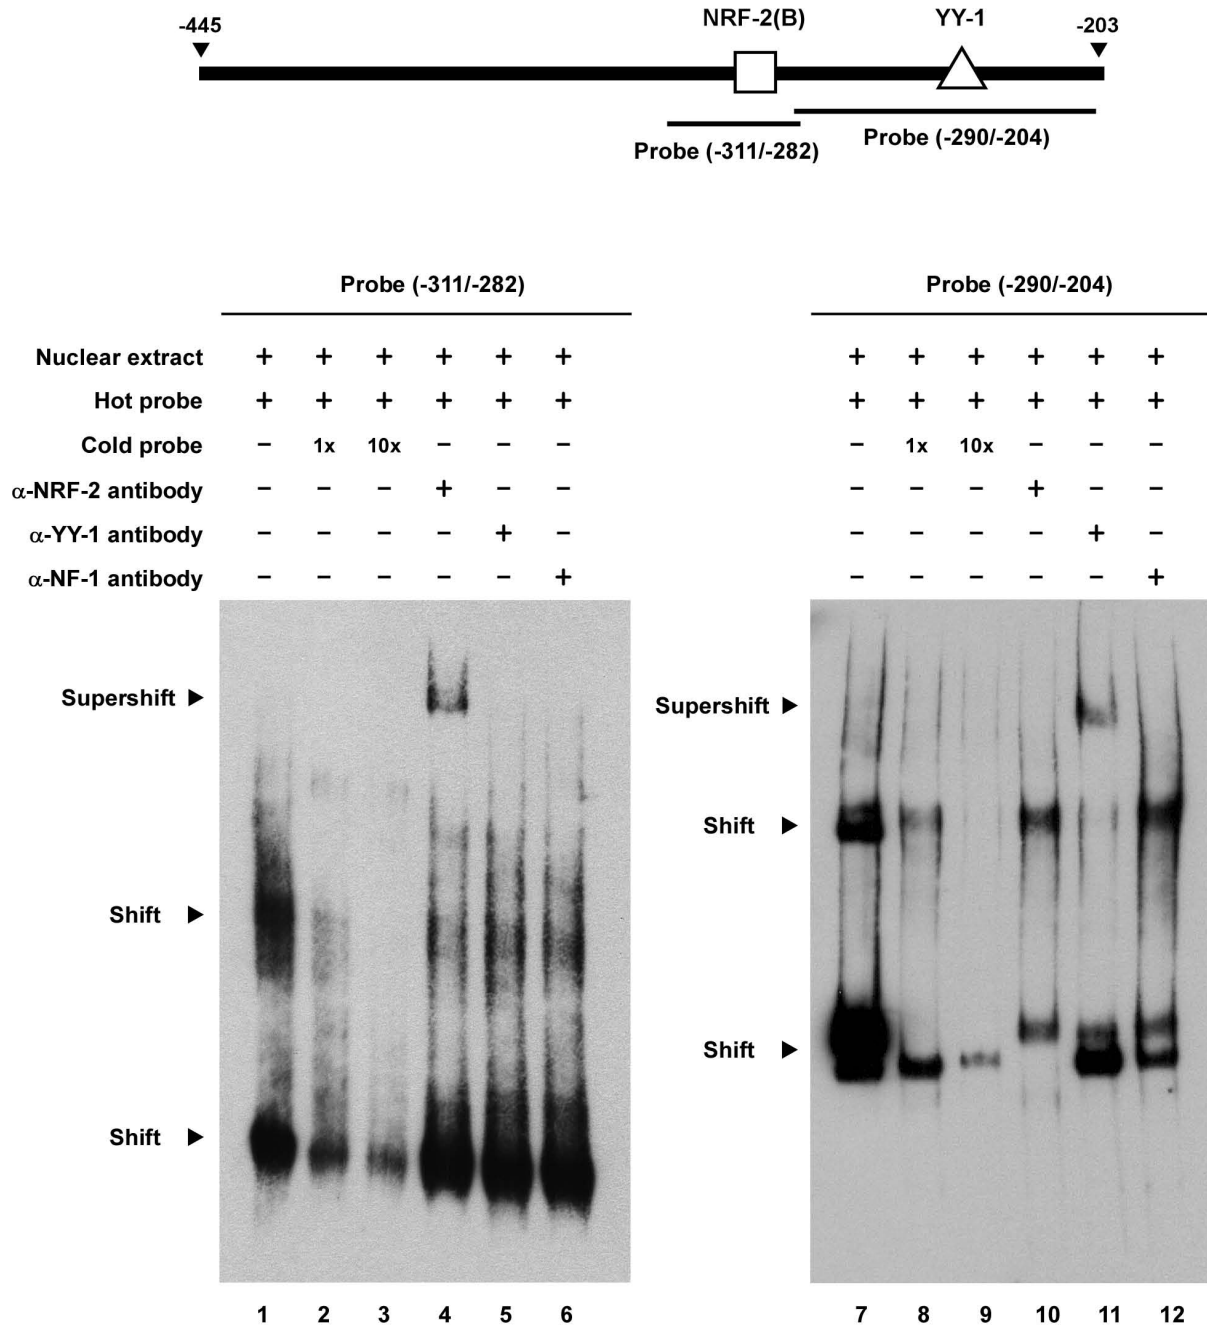 NRF-2(B) YY-1
-445 -203
Probe (-311/-282) Probe (-290/-204)
Probe (-311/-282) Probe (-290/-204)
Nuclear extract + + + + + + + + + + + +
Hot probe + + + + + + + + + + + +
Cold probe – 1x 10x – – – – 1x 10x – – –
α-NRF-2 antibody – – – + – – – – – + – –
α-YY-1 antibody – – – – + – – – – – + –
α-NF-1 antibody – – – – – + – – – – – +
Supershift Supershift
Shift Shift
Shift Shift
1 2 3 4 5 6 7 8 9 10 11 12